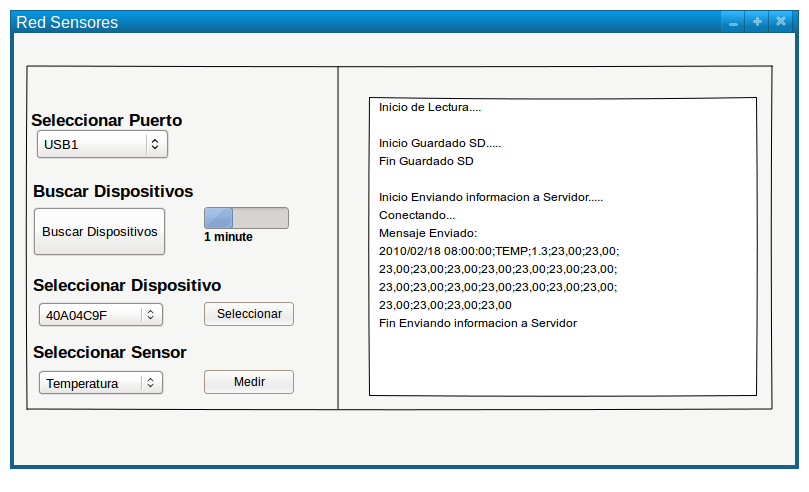 Red Sensores
Seleccionar Puerto
USB1
Buscar Dispositivos
Buscar Dispositivos
1 minute
Seleccionar Dispositivo
40A04C9F
Seleccionar
Seleccionar Sensor
Temperatura
Medir
Inicio de Lectura....
Inicio Guardado SD.....
Fin Guardado SD
Inicio Enviando informacion a Servidor.....
Conectando...
Mensaje Enviado:
2010/02/18 08:00:00;TEMP;1.3;23,00;23,00;
23,00;23,00;23,00;23,00;23,00;23,00;23,00;
23,00;23,00;23,00;23,00;23,00;23,00;23,00;
23,00;23,00;23,00;23,00
Fin Enviando informacion a Servidor